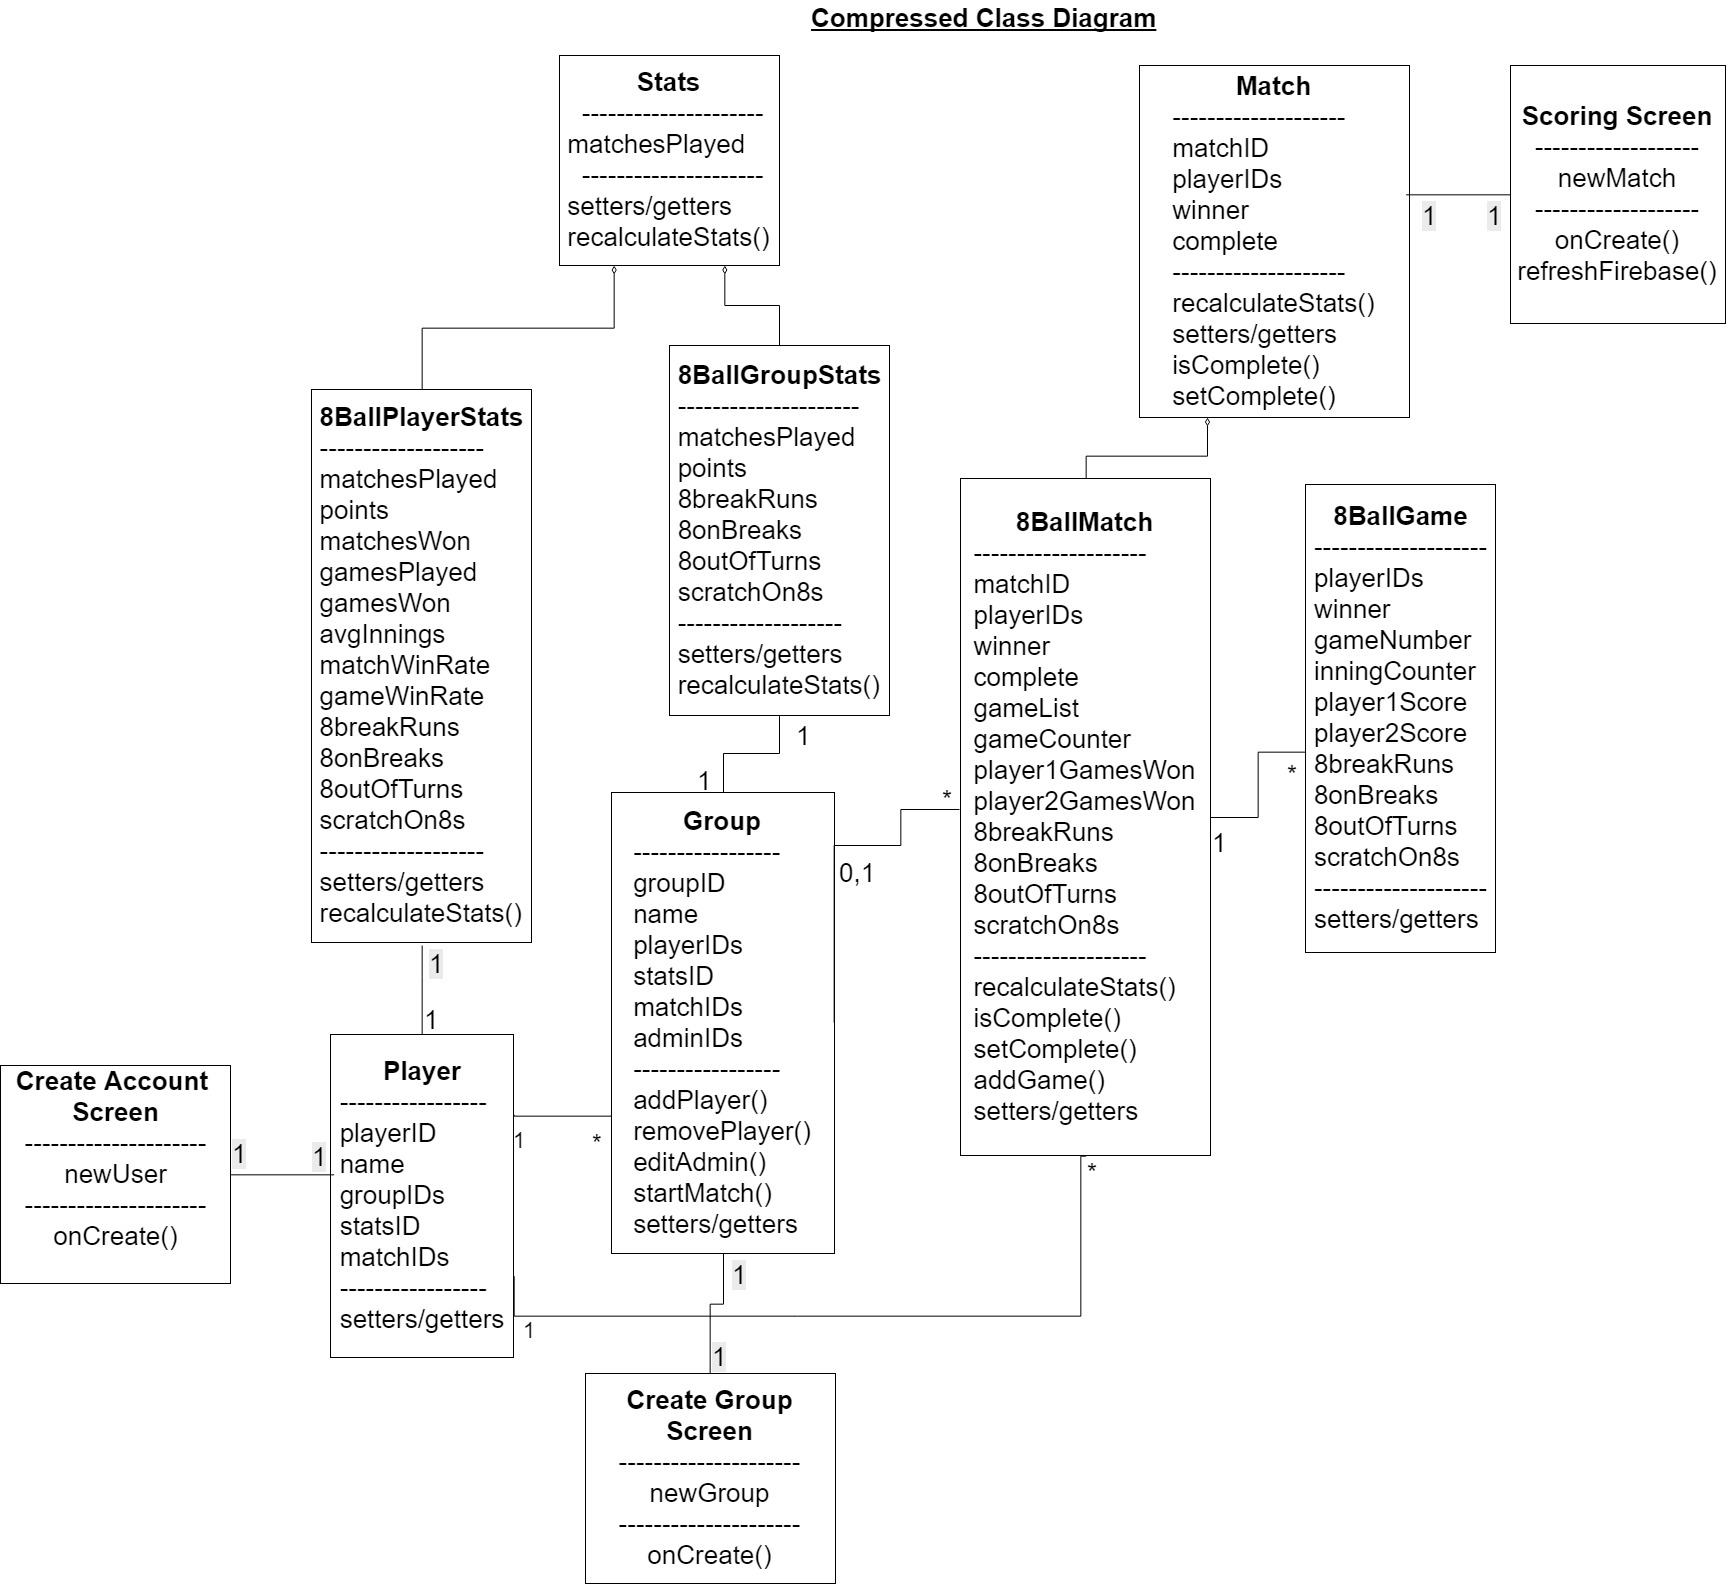 Compressed Class Diagram
Stats
---------------------
matchesPlayed
---------------------
setters/getters
recalculateStats()
Match
--------------------
matchID
playerIDs
winner
complete
--------------------
recalculateStats()
setters/getters
isComplete()
setComplete()
1
1
Scoring Screen
-------------------
newMatch
-------------------
onCreate()
refreshFirebase()
8BallPlayerStats
-------------------
matchesPlayed
points
matchesWon
gamesPlayed
gamesWon
avgInnings
matchWinRate
gameWinRate
8breakRuns
8onBreaks
8outOfTurns
scratchOn8s
-------------------
setters/getters
recalculateStats()
1
1
8BallGroupStats
---------------------
matchesPlayed
points
8breakRuns
8onBreaks
8outOfTurns
scratchOn8s
-------------------
setters/getters
recalculateStats()
1
1
8BallMatch
--------------------
matchID
playerIDs
winner
complete
gameList
gameCounter
player1GamesWon
player2GamesWon
8breakRuns
8onBreaks
8outOfTurns
scratchOn8s
--------------------
recalculateStats()
isComplete()
setComplete()
addGame()
setters/getters
*
1
*
8BallGame
--------------------
playerIDs
winner
gameNumber
inningCounter
player1Score
player2Score
8breakRuns
8onBreaks
8outOfTurns
scratchOn8s
--------------------
setters/getters
Group
-----------------
groupID
name
playerIDs
statsID
matchIDs
adminIDs
-----------------
addPlayer()
removePlayer()
editAdmin()
startMatch()
setters/getters
0,1
*
Create Account
Screen
---------------------
newUser
---------------------
onCreate()
1
1
Player
-----------------
playerID
name
groupIDs
statsID
matchIDs
-----------------
setters/getters
1
*
1
1
1
Create Group
Screen
---------------------
newGroup
---------------------
onCreate()